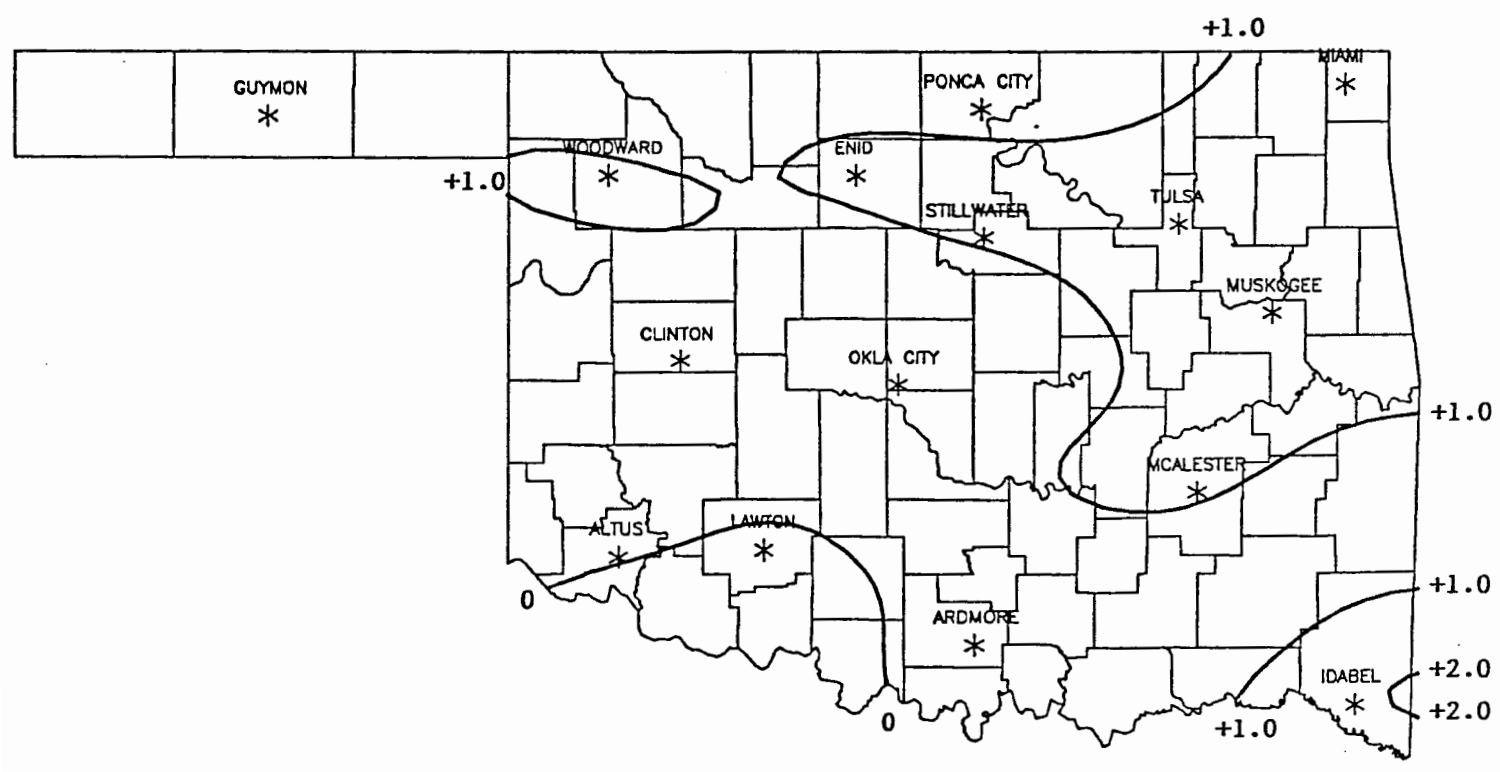 +1.0
MIAMI
GUYMON
PONCA CITY
WOODWARD
ENID
+1.0
TULSA
STILLWATER
MUSKOGEE
CLINTON
OKLA CITY
+1.0
MCALESTER
LAWTON
ALTUS
+1.0
0
ARDMORE
IDABEL
+2.0
+2.0
0
+1.0